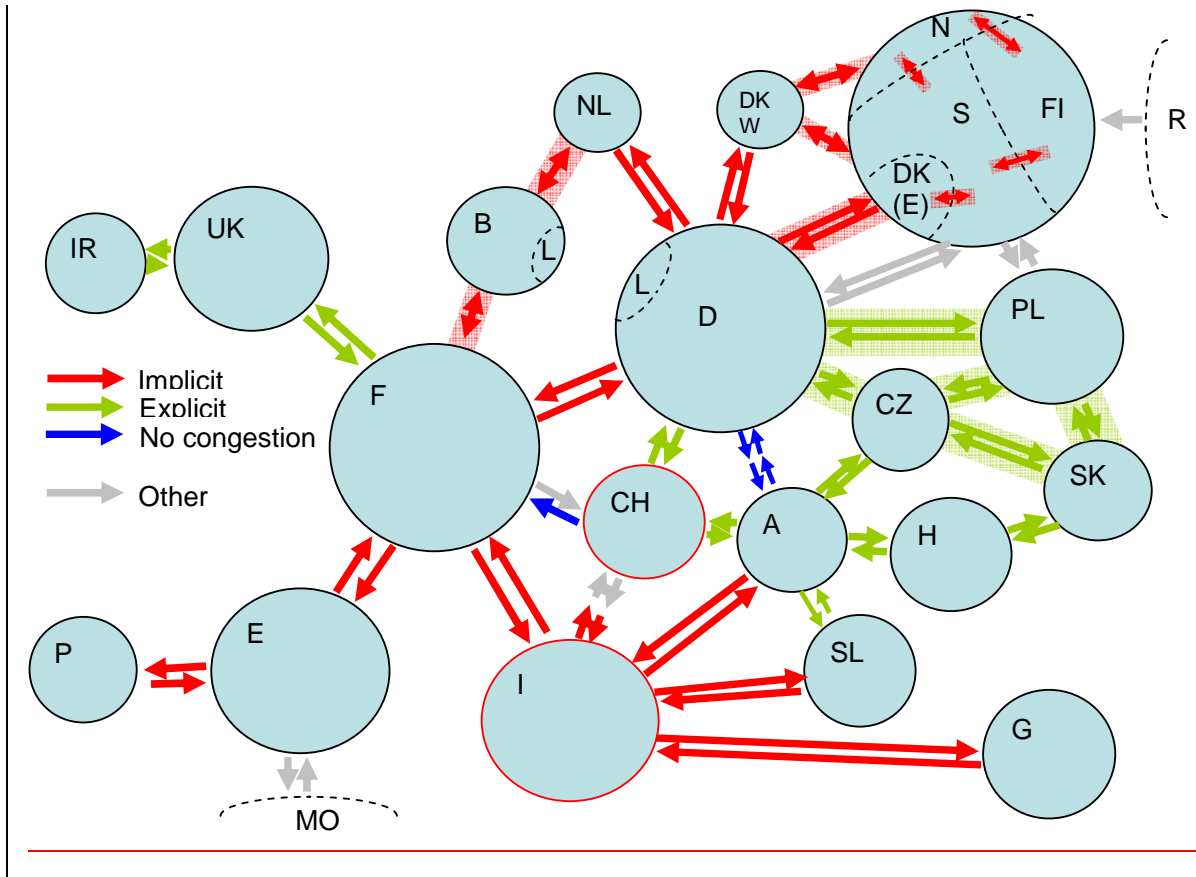 N
NL
DK
W
S
FI
R
DK
(E)
B
L
UK
IR
L
D
PL
Implicit
Explicit
No congestion
Other
F
CZ
SK
CH
A
H
E
P
I
SL
G
MO